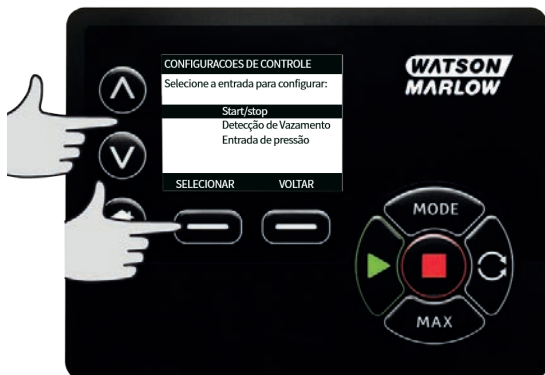 CONFIGURACOES DE CONTROLE
Selecione a entrada para configurar:
Start/stop
Detecção de Vazamento
Entrada de pressão
SELECIONAR VOLTAR
WATSON
MARLOW
MODE
MAX